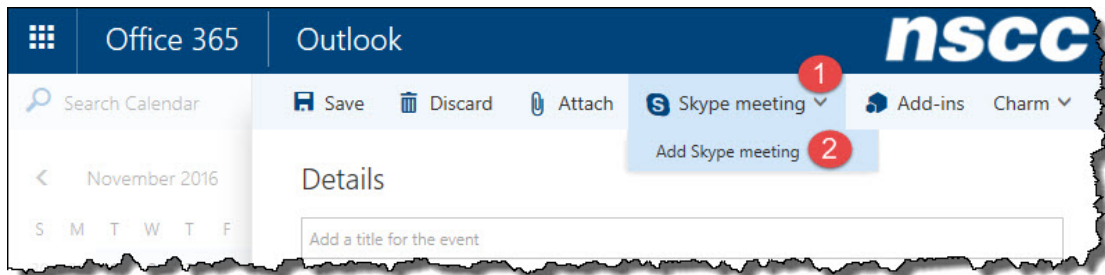 Office 365 Outlook nscc
1
Search Calendar Save Discard Attach Skype meeting Add-ins Charm
Add Skype meeting 2
November 2016 Details
S M T W T F
Add a title for the event